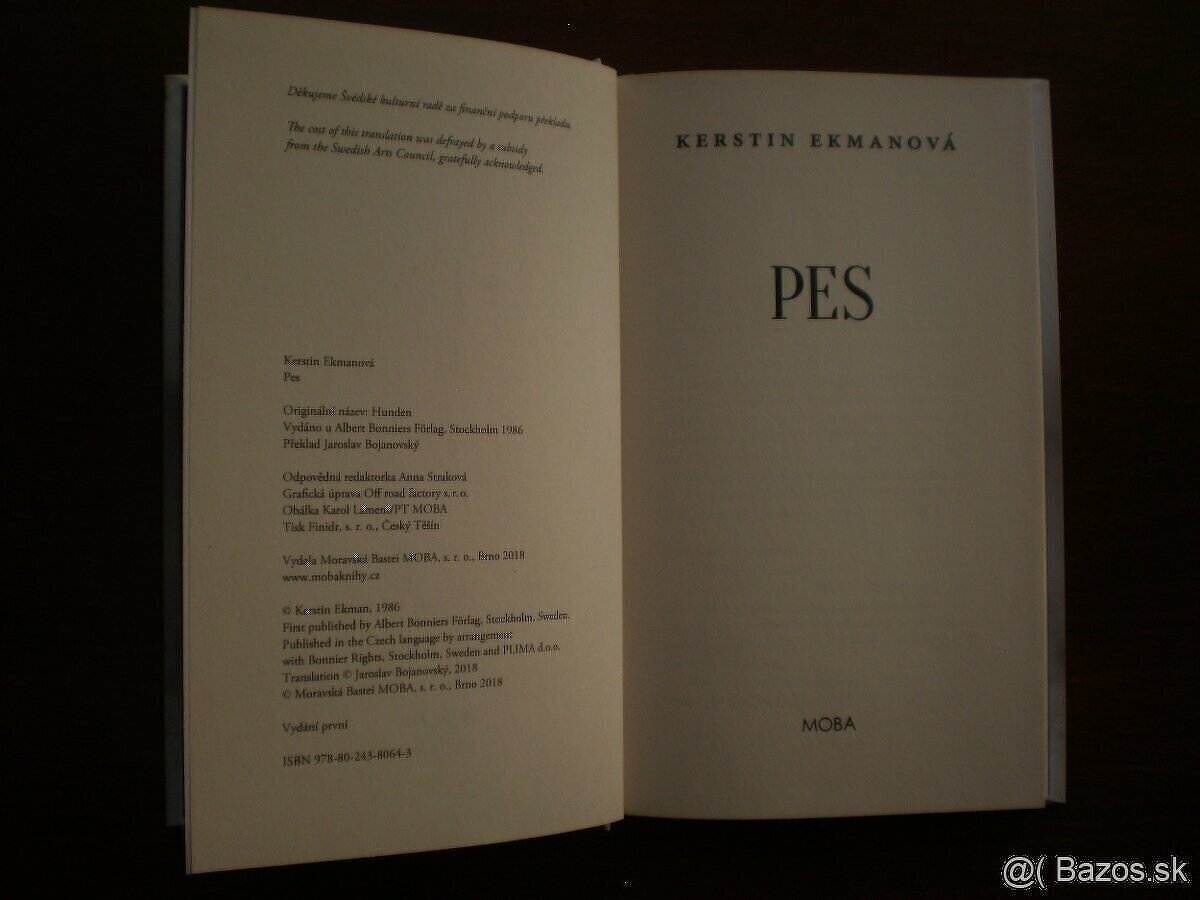 Děkujeme Švédské kulturní radě za finanční podporu překladu.
The cost of this translation was defrayed by a subsidy
from the Swedish Arts Council, gratefully acknowledged.
Kerstin Ekmanová
Pes
Originální název: Hunden
Vydáno u Albert Bonniers Förlag, Stockholm 1986
Překlad Jaroslav Bojanovský
Odpovědná redaktorka Anna Straková
Grafická úprava Off road factory s. r. o.
Obálka Karol Lament/PT MOBA
Tisk Finidr, s. r. o., Český Těšín
Vydala Moravská Bastei MOBA, s. r. o., Brno 2018
www.mobaknihy.cz
© Kerstin Ekman, 1986
First published by Albert Bonniers Förlag, Stockholm, Sweden.
Published in the Czech language by arrangement
with Bonnier Rights, Stockholm, Sweden and PLIMA d.o.o.
Translation © Jaroslav Bojanovský, 2018
© Moravská Bastei MOBA, s. r. o., Brno 2018
Vydání první
ISBN 978-80-243-8064-3
KERSTIN EKMANOVÁ
PES
MOBA
@( Bazos.sk